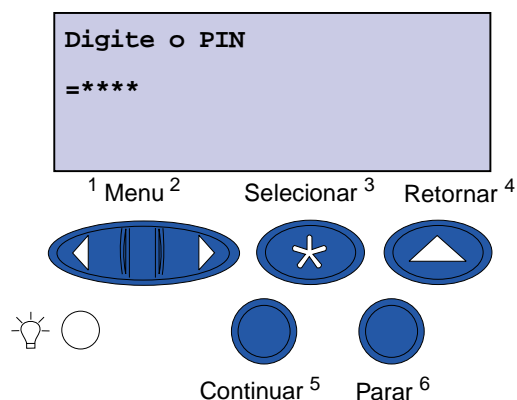 Digite o PIN
=****
1 Menu 2 Selecionar 3 Retornar 4
Continuar 5 Parar 6